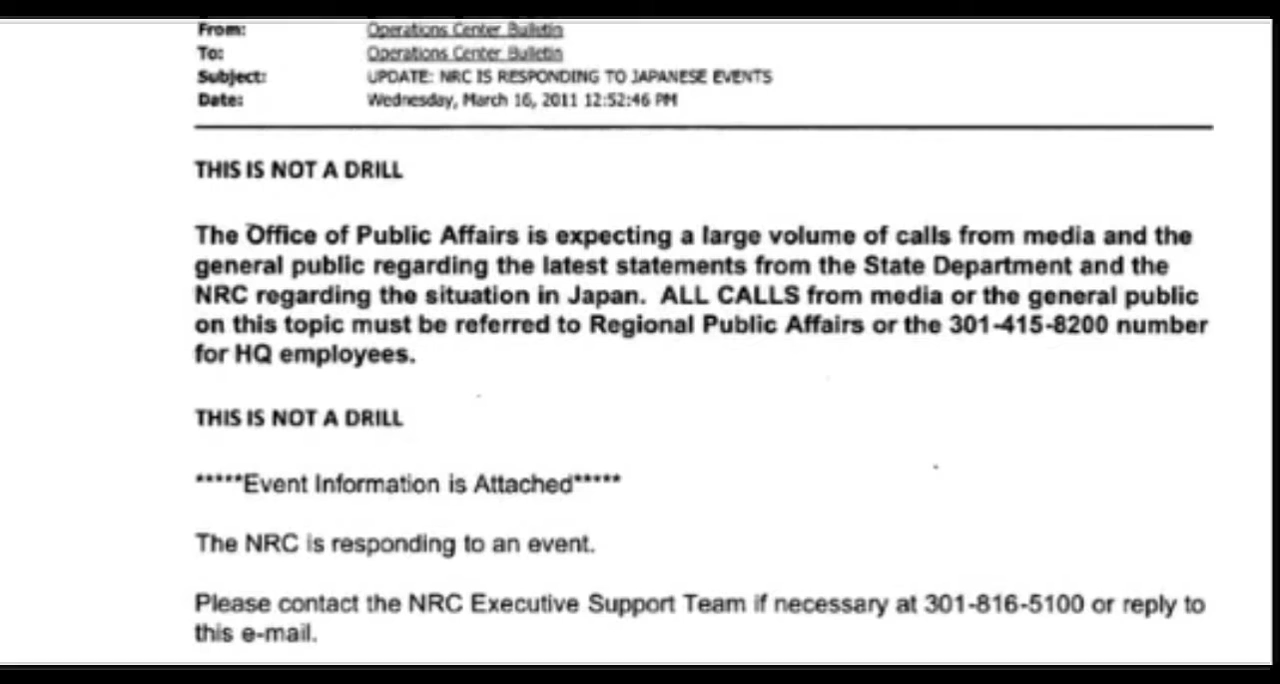 From: Operations Center Bulletin
To: Operations Center Bulletin
Subject: UPDATE: NRC IS RESPONDING TO JAPANESE EVENTS
Date: Wednesday, March 16, 2011 12:52:46 PM
THIS IS NOT A DRILL
The Office of Public Affairs is expecting a large volume of calls from media and the
general public regarding the latest statements from the State Department and the
NRC regarding the situation in Japan. ALL CALLS from media or the general public
on this topic must be referred to Regional Public Affairs or the 301-415-8200 number
for HQ employees.
THIS IS NOT A DRILL
*****Event Information is Attached*****
The NRC is responding to an event.
Please contact the NRC Executive Support Team if necessary at 301-816-5100 or reply to
this e-mail.